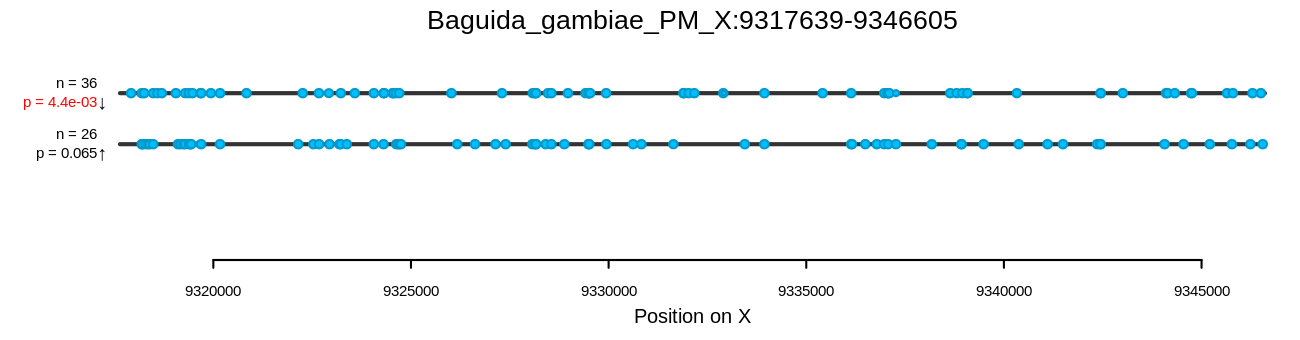 Baguida_gambiae_PM_X:9317639-9346605
n = 36
p = 4.4e-03↓
n = 26
p = 0.065↑
9320000 9325000 9330000 9335000 9340000 9345000
Position on X